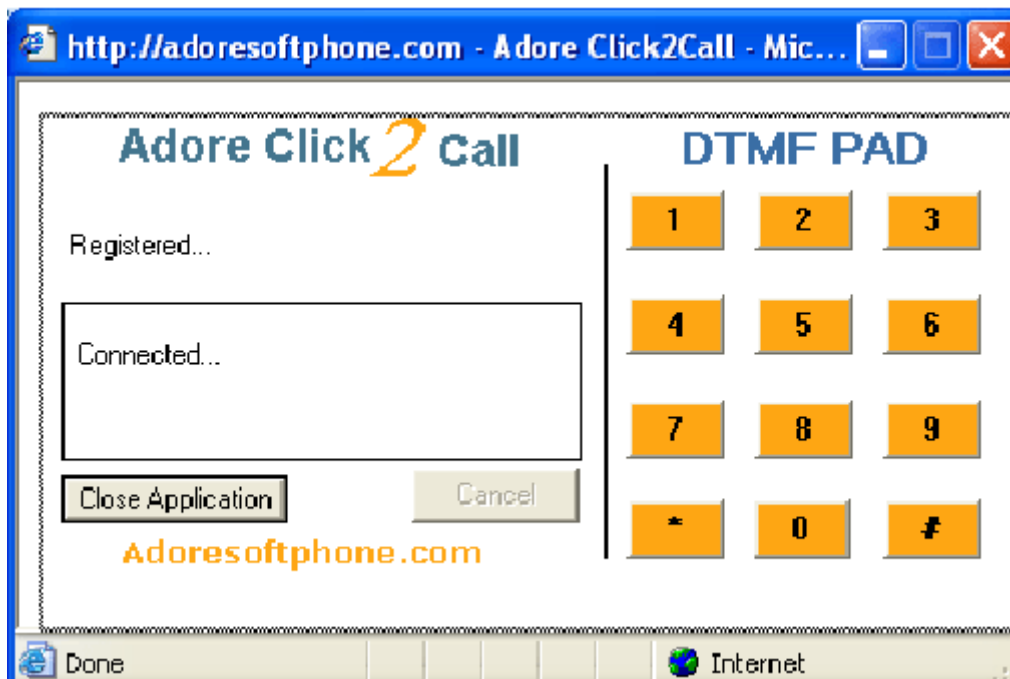 http://adoresoftphone.com - Adore Click2Call - Mic...
Adore Click 2 Call
Registered...
Connected...
Close Application
Cancel
Adoresoftphone.com
DTMF PAD
1 2 3
4 5 6
7 8 9
* 0 #
Done
Internet